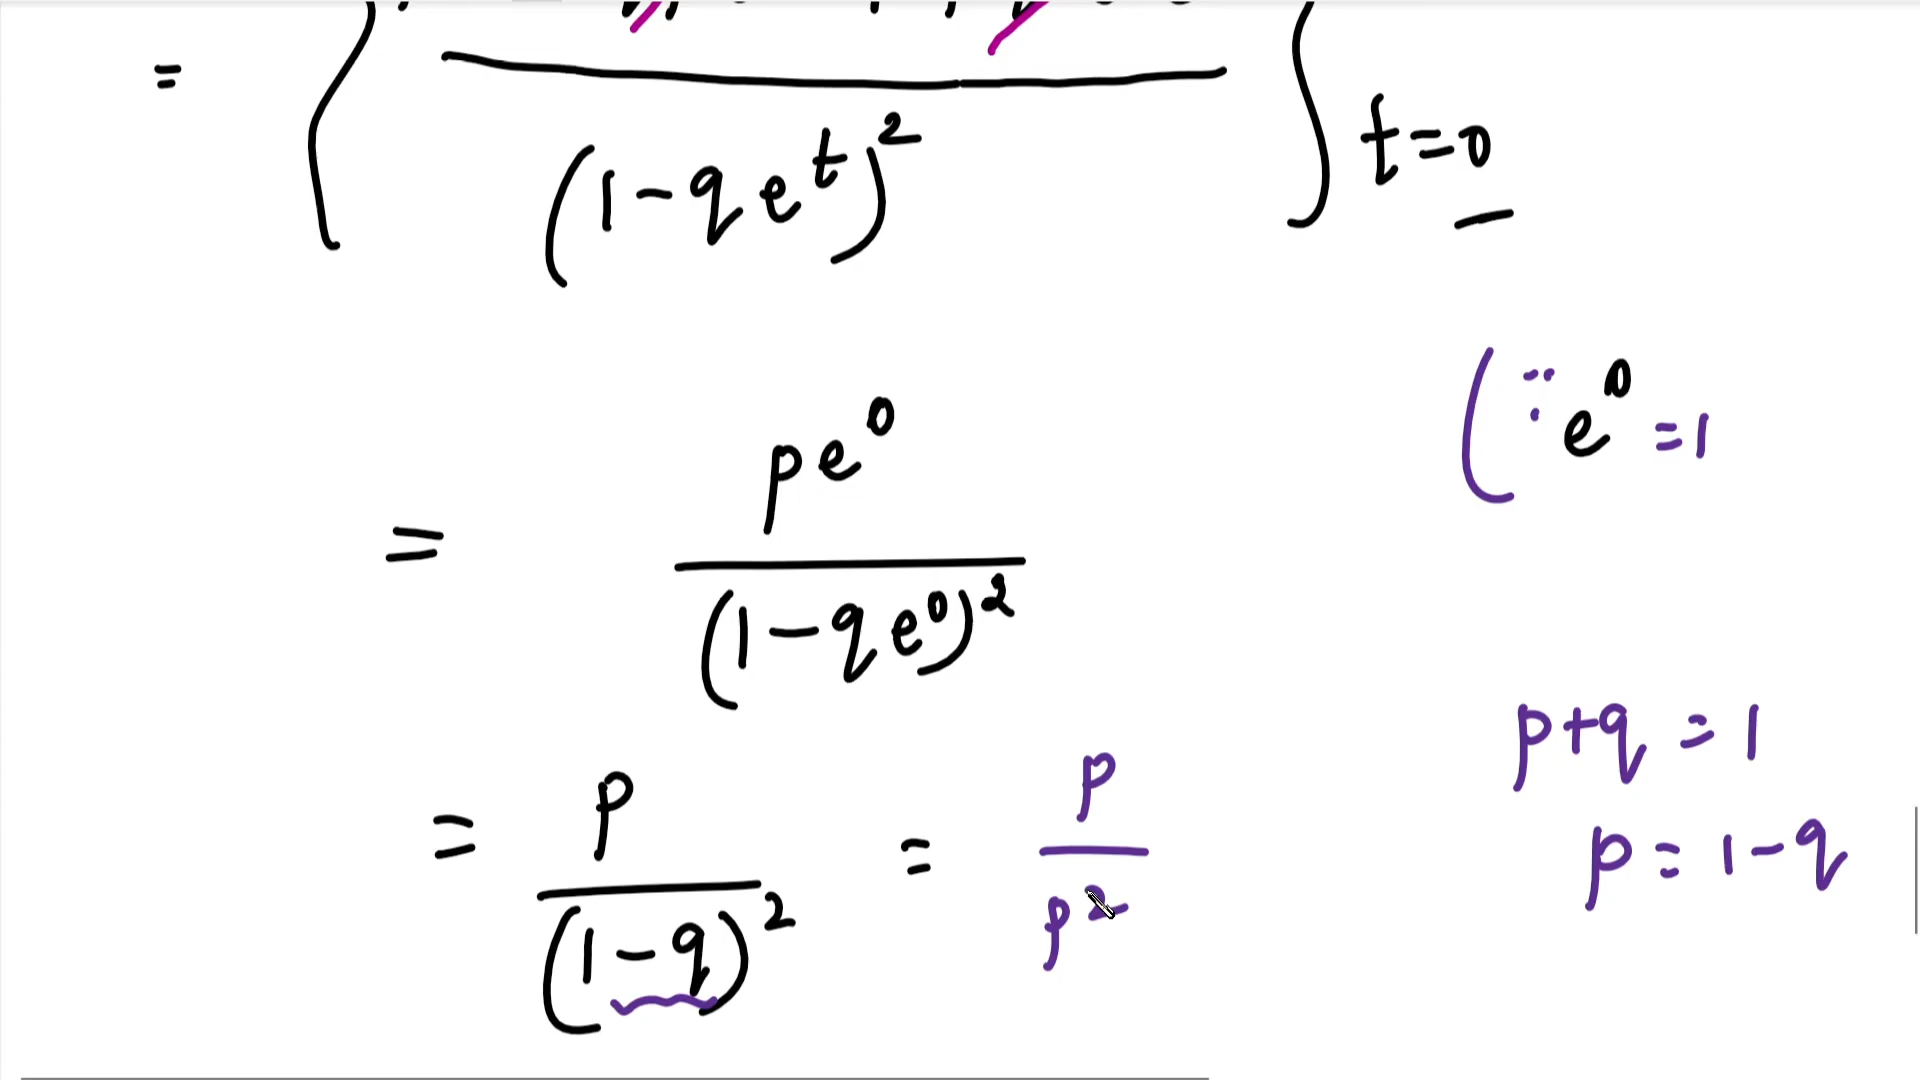 =
(1-qe^t)^2 t=0
(∵ e^0 = 1
= pe^0 / (1-qe^0)^2
p+q = 1
= p / (1-q)^2 = p / p^2
p = 1-q